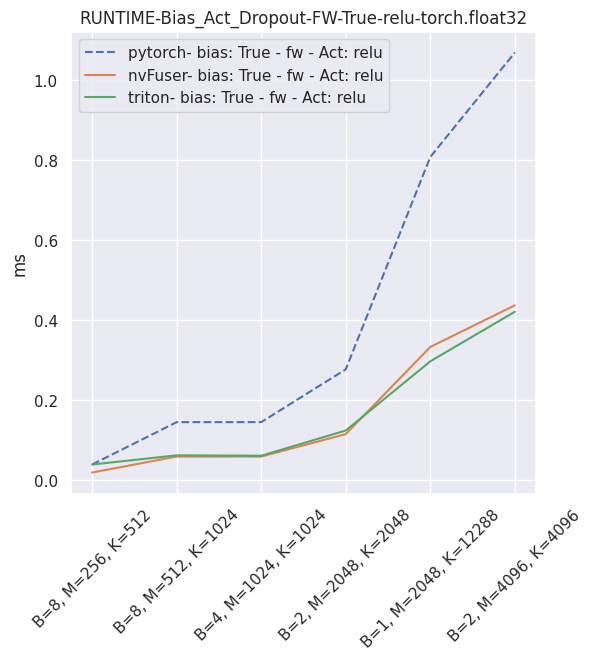 RUNTIME-Bias_Act_Dropout-FW-True-relu-torch.float32
pytorch- bias: True - fw - Act: relu
nvFuser- bias: True - fw - Act: relu
triton- bias: True - fw - Act: relu
ms
1.0
0.8
0.6
0.4
0.2
0.0
B=8, M=256, K=512
B=8, M=512, K=1024
B=4, M=1024, K=1024
B=2, M=2048, K=2048
B=1, M=2048, K=12288
B=2, M=4096, K=4096